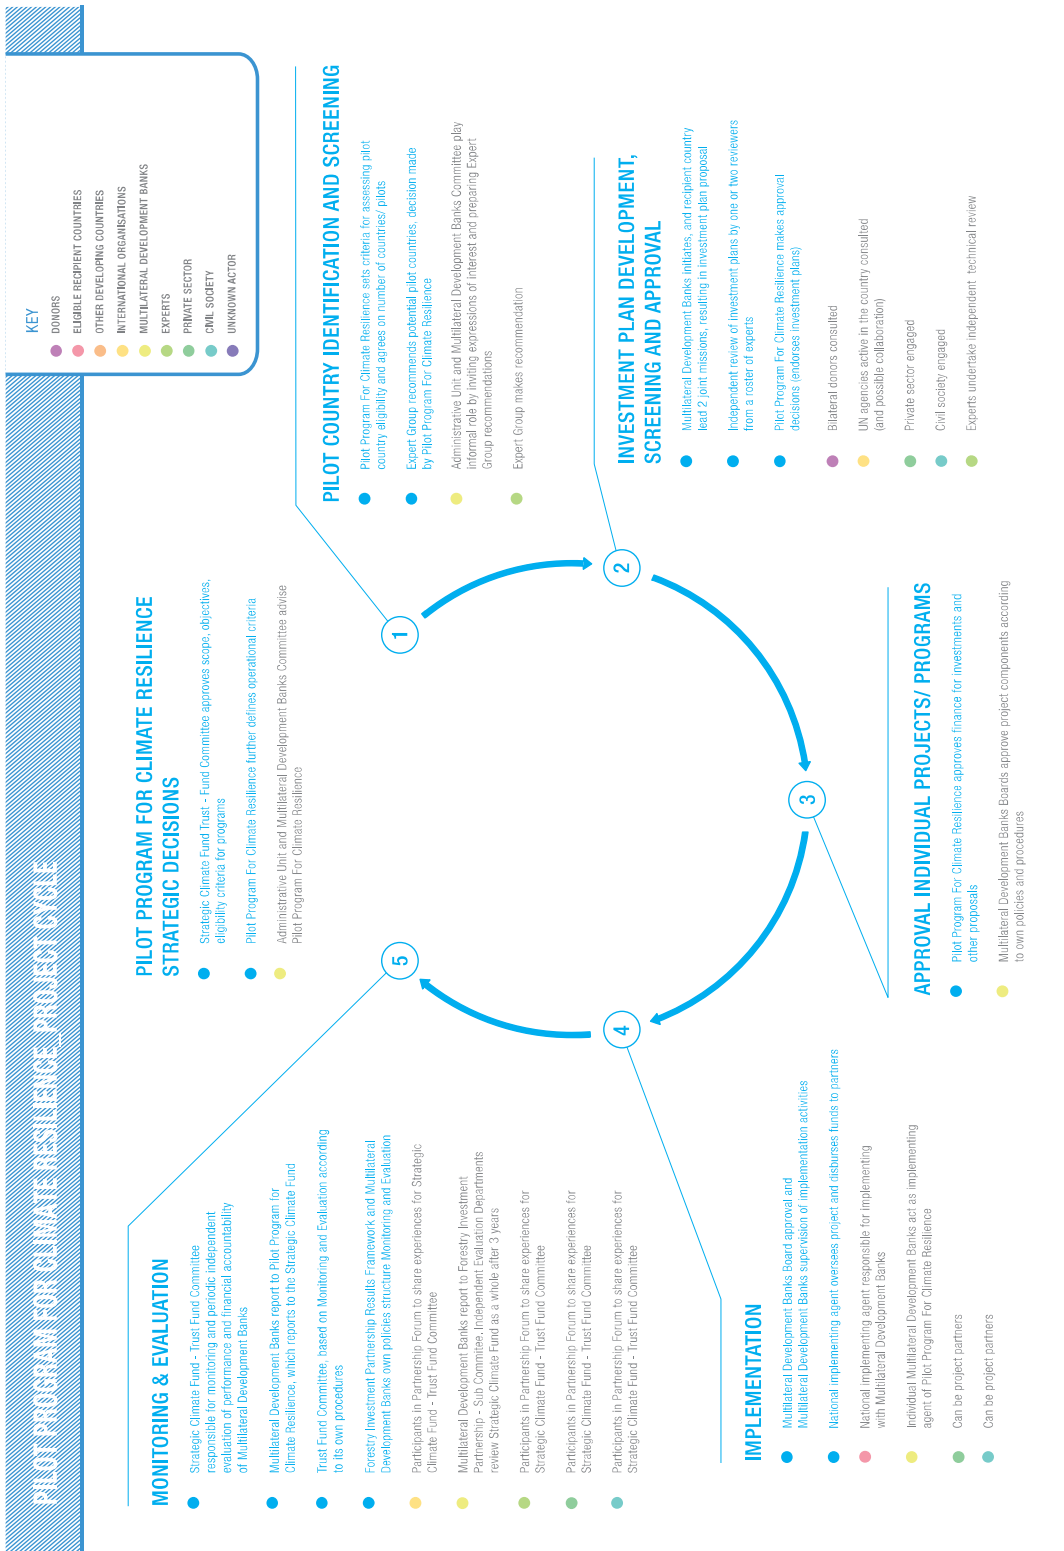 PILOT PROGRAM FOR CLIMATE RESILIENCE_PROJECT CYCLE
KEY
DONORS
ELIGIBLE RECIPIENT COUNTRIES
OTHER DEVELOPING COUNTRIES
INTERNATIONAL ORGANISATIONS
MULTILATERAL DEVELOPMENT BANKS
EXPERTS
PRIVATE SECTOR
CIVIL SOCIETY
UNKNOWN ACTOR
PILOT PROGRAM FOR CLIMATE RESILIENCE
STRATEGIC DECISIONS
Strategic Climate Fund Trust - Fund Committee approves scope, objectives,
eligibility criteria for programs
Pilot Program For Climate Resilience further defines operational criteria
Administrative Unit and Multilateral Development Banks Committee advise
Pilot Program For Climate Resilience
1
PILOT COUNTRY IDENTIFICATION AND SCREENING
Pilot Program For Climate Resilience sets criteria for assessing pilot
country eligibility and agrees on number of countries/ pilots
Expert Group recommends potential pilot countries, decision made
by Pilot Program For Climate Resilience
Administrative Unit and Multilateral Development Banks Committee play
informal role by inviting expressions of interest and preparing Expert
Group recommendations
Expert Group makes recommendation
2
INVESTMENT PLAN DEVELOPMENT,
SCREENING AND APPROVAL
Multilateral Development Banks initiates, and recipient country
lead 2 joint missions, resulting in investment plan proposal
Independent review of investment plans by one or two reviewers
from a roster of experts
Pilot Program For Climate Resilience makes approval
decisions (endorses investment plans)
Bilateral donors consulted
UN agencies active in the country consulted
(and possible collaboration)
Private sector engaged
Civil society engaged
Experts undertake independent technical review
3
APPROVAL INDIVIDUAL PROJECTS/ PROGRAMS
Pilot Program For Climate Resilience approves finance for investments and
other proposals
Multilateral Development Banks Boards approve project components according
to own policies and procedures
4
IMPLEMENTATION
Multilateral Development Banks Board approval and
Multilateral Development Banks supervision of implementation activities
National implementing agent oversees project and disburses funds to partners
National implementing agent responsible for implementing
with Multilateral Development Banks
Individual Multilateral Development Banks act as implementing
agent of Pilot Program For Climate Resilience
Can be project partners
Can be project partners
5
MONITORING & EVALUATION
Strategic Climate Fund - Trust Fund Committee
responsible for monitoring and periodic independent
evaluation of performance and financial accountability
of Multilateral Development Banks
Multilateral Development Banks report to Pilot Program for
Climate Resilience, which reports to the Strategic Climate Fund
Trust Fund Committee, based on Monitoring and Evaluation according
to its own procedures
Forestry Investment Partnership Results Framework and Multilateral
Development Banks own policies structure Monitoring and Evaluation
Participants in Partnership Forum to share experiences for Strategic
Climate Fund - Trust Fund Committee
Multilateral Development Banks report to Forestry Investment
Partnership - Sub Commitee. Independent Evaluation Departments
review Strategic Climate Fund as a whole after 3 years
Participants in Partnership Forum to share experiences for
Strategic Climate Fund - Trust Fund Committee
Participants in Partnership Forum to share experiences for
Strategic Climate Fund - Trust Fund Committee
Participants in Partnership Forum to share experiences for
Strategic Climate Fund - Trust Fund Committee